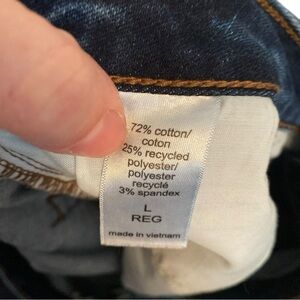 72% cotton/
coton
25% recycled
polyester/
polyester
recyclé
3% spandex
L
REG
made in vietnam